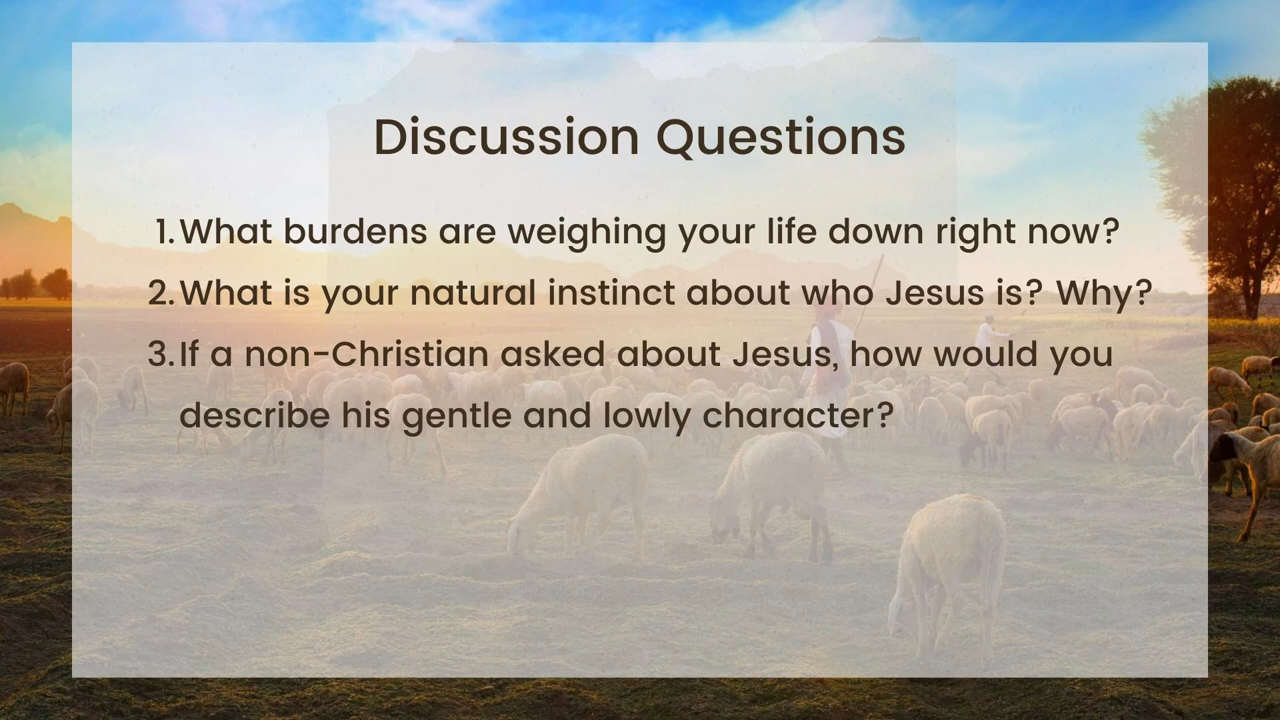 Discussion Questions
1. What burdens are weighing your life down right now?
2. What is your natural instinct about who Jesus is? Why?
3. If a non-Christian asked about Jesus, how would you
describe his gentle and lowly character?